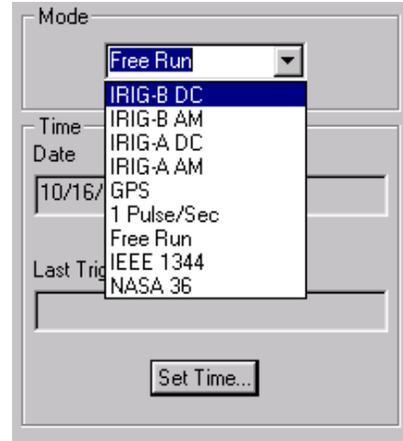 Mode
Free Run
IRIG-B DC
IRIG-B AM
IRIG-A DC
IRIG-A AM
GPS
1 Pulse/Sec
Free Run
IEEE 1344
NASA 36
Time
Date
10/16/
Last Trig
Set Time...